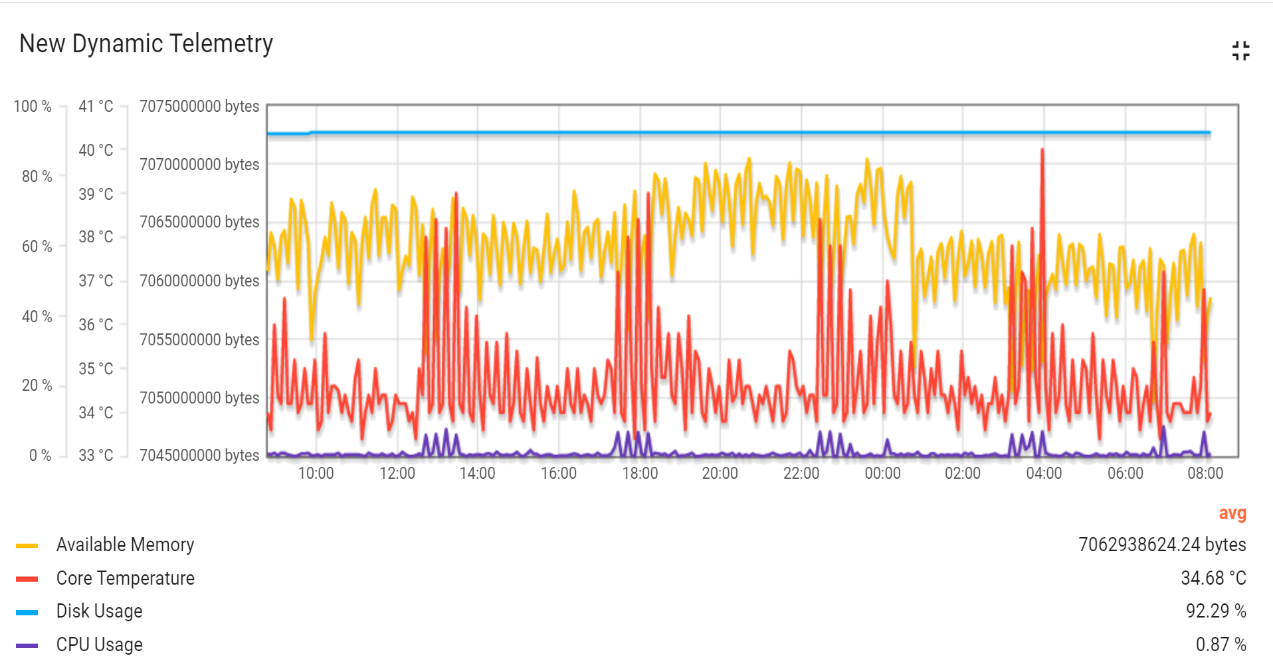 New Dynamic Telemetry
100 % 41 °C 7075000000 bytes
40 °C 7070000000 bytes
80 %
39 °C
7065000000 bytes
60 % 38 °C
37 °C 7060000000 bytes
40 % 36 °C
7055000000 bytes
35 °C
20 %
34 °C 7050000000 bytes
0 % 33 °C 7045000000 bytes
10:00 12:00 14:00 16:00 18:00 20:00 22:00 00:00 02:00 04:00 06:00 08:00
avg
Available Memory 7062938624.24 bytes
Core Temperature 34.68 °C
Disk Usage 92.29 %
CPU Usage 0.87 %